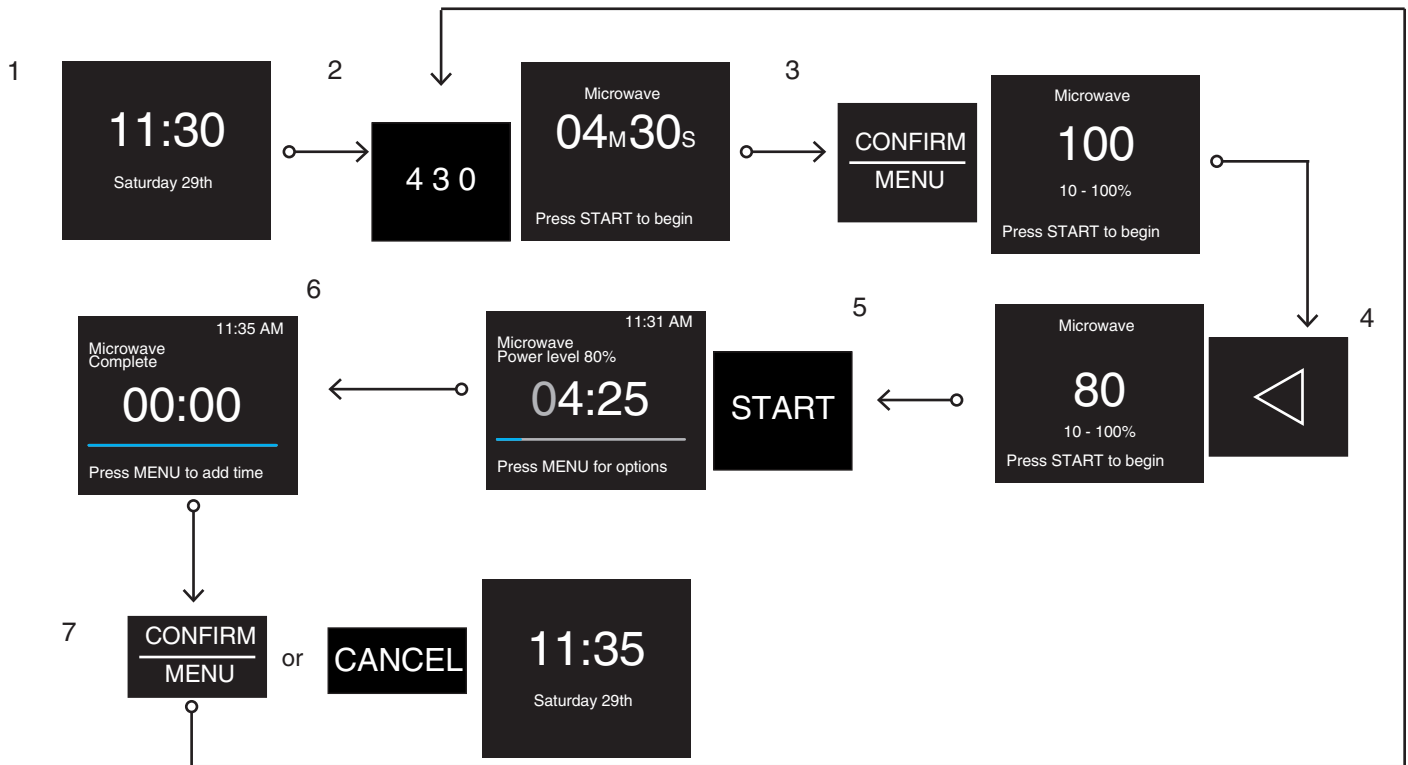 1
11:30
Saturday 29th
2
4 3 0
Microwave
04M30S
Press START to begin
3
CONFIRM
MENU
Microwave
100
10 - 100%
Press START to begin
4
Microwave
80
10 - 100%
Press START to begin
5
START
11:31 AM
Microwave
Power level 80%
04:25
Press MENU for options
6
11:35 AM
Microwave
Complete
00:00
Press MENU to add time
7
CONFIRM
MENU
or
CANCEL
11:35
Saturday 29th